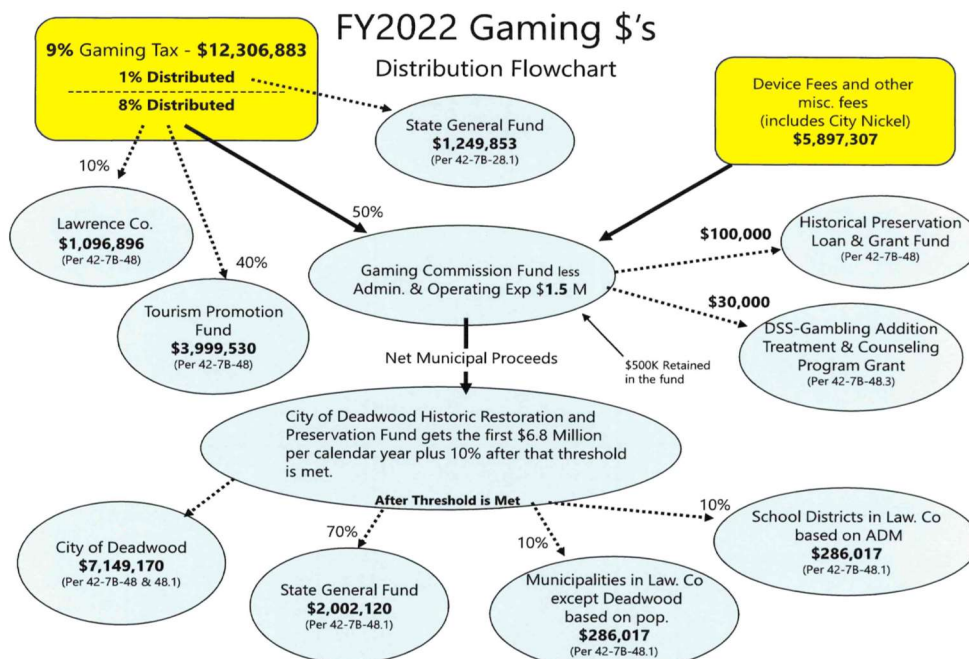 FY2022 Gaming $'s
Distribution Flowchart
9% Gaming Tax - $12,306,883
1% Distributed
8% Distributed
Device Fees and other
misc. fees
(includes City Nickel)
$5,897,307
State General Fund
$1,249,853
(Per 42-7B-28.1)
10%
Lawrence Co.
$1,096,896
(Per 42-7B-48)
40%
Tourism Promotion
Fund
$3,999,530
(Per 42-7B-48)
50%
Gaming Commission Fund less
Admin. & Operating Exp $1.5 M
$100,000
Historical Preservation
Loan & Grant Fund
(Per 42-7B-48)
$30,000
DSS-Gambling Addition
Treatment & Counseling
Program Grant
(Per 42-7B-48.3)
$500K Retained
in the fund
Net Municipal Proceeds
City of Deadwood Historic Restoration and
Preservation Fund gets the first $6.8 Million
per calendar year plus 10% after that threshold
is met.
After Threshold is Met
City of Deadwood
$7,149,170
(Per 42-7B-48 & 48.1)
70%
State General Fund
$2,002,120
(Per 42-7B-48.1)
10%
Municipalities in Law. Co
except Deadwood
based on pop.
$286,017
(Per 42-7B-48.1)
10%
School Districts in Law. Co
based on ADM
$286,017
(Per 42-7B-48.1)